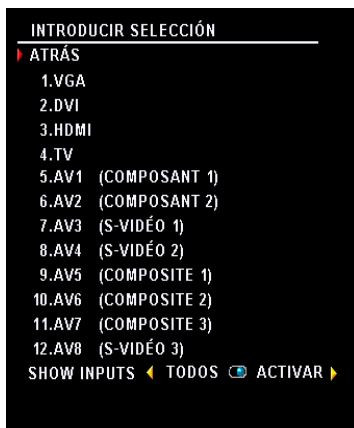 INTRODUCIR SELECCIÓN
ATRÁS
1.VGA
2.DVI
3.HDMI
4.TV
5.AV1 (COMPOSANT 1)
6.AV2 (COMPOSANT 2)
7.AV3 (S-VIDÉO 1)
8.AV4 (S-VIDÉO 2)
9.AV5 (COMPOSITE 1)
10.AV6 (COMPOSITE 2)
11.AV7 (COMPOSITE 3)
12.AV8 (S-VIDÉO 3)
SHOW INPUTS TODOS ACTIVAR